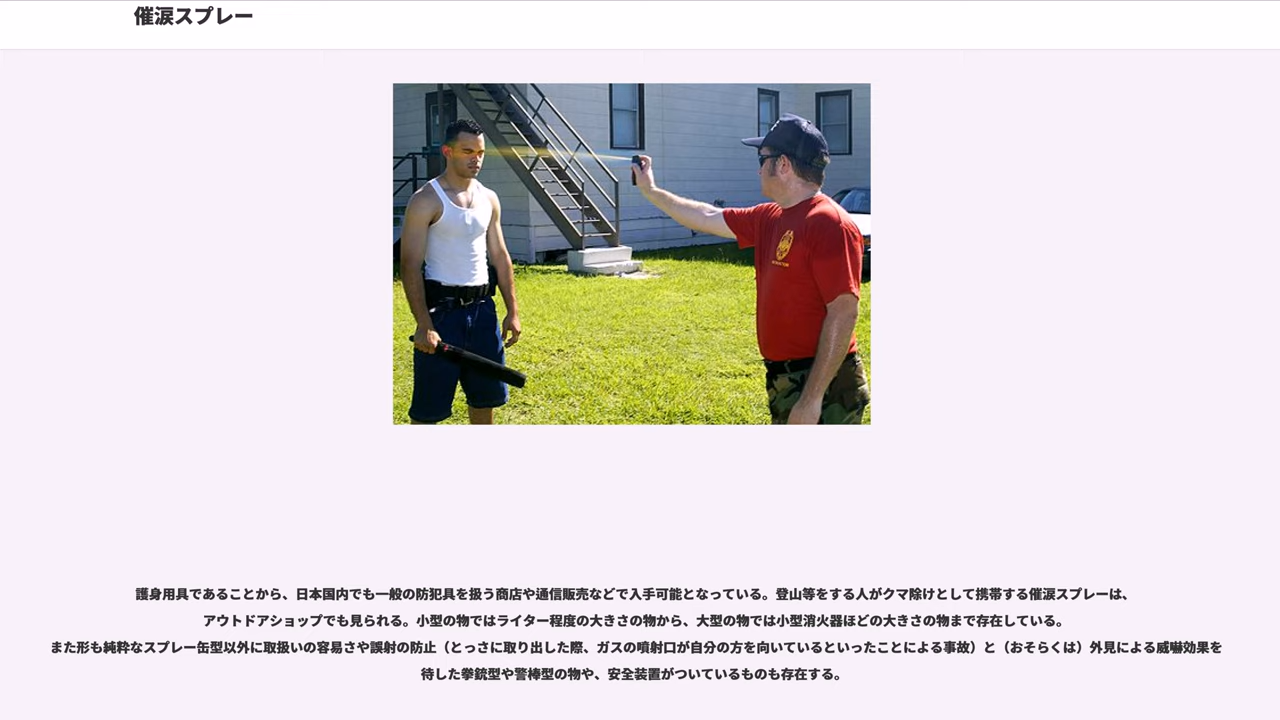 催涙スプレー
護身用具であることから、日本国内でも一般の防犯具を扱う商店や通信販売などで入手可能となっている。登山等をする人がクマ除けとして携帯する催涙スプレーは、
アウトドアショップでも見られる。小型の物ではライター程度の大きさの物から、大型の物では小型消火器ほどの大きさの物まで存在している。
また形も純粋なスプレー缶型以外に取扱いの容易さや誤射の防止（とっさに取り出した際、ガスの噴射口が自分の方を向いているといったことによる事故）と（おそらくは）外見による威嚇効果を
待した拳銃型や警棒型の物や、安全装置がついているものも存在する。